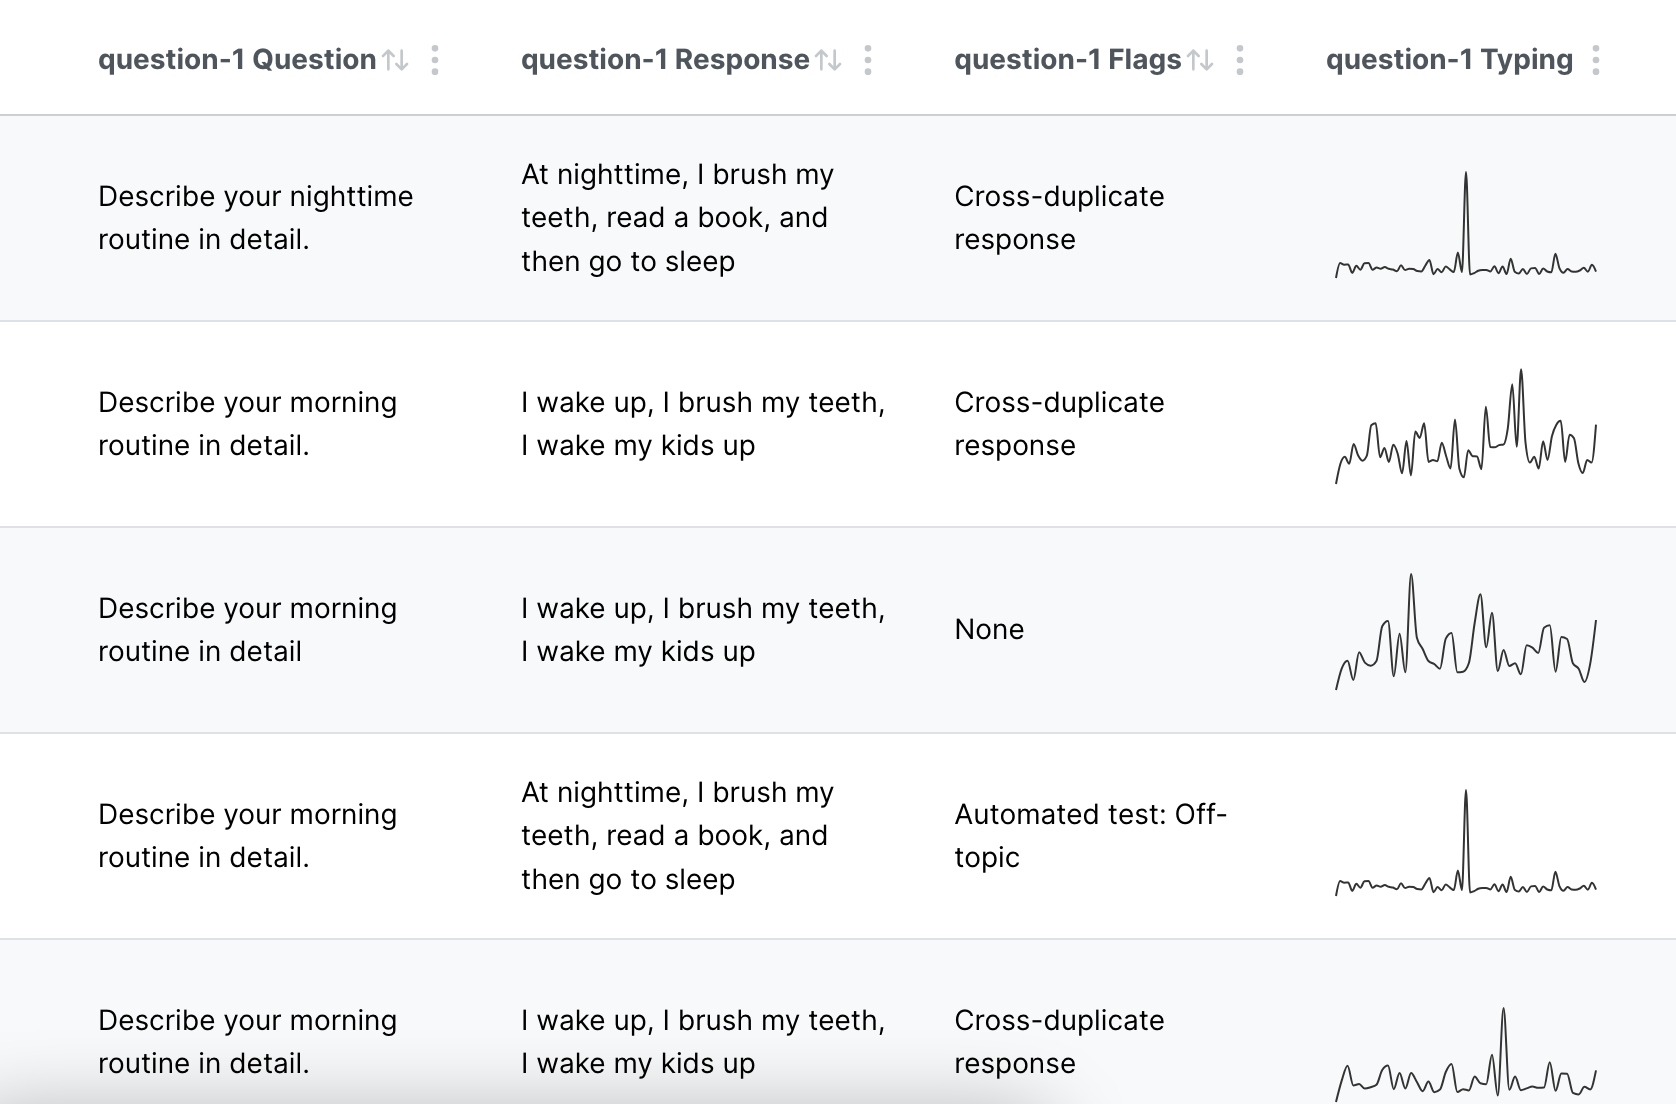 question-1 Question question-1 Response question-1 Flags question-1 Typing
Describe your nighttime
routine in detail.
At nighttime, I brush my
teeth, read a book, and
then go to sleep
Cross-duplicate
response
Describe your morning
routine in detail.
I wake up, I brush my teeth,
I wake my kids up
Cross-duplicate
response
Describe your morning
routine in detail
I wake up, I brush my teeth,
I wake my kids up
None
Describe your morning
routine in detail.
At nighttime, I brush my
teeth, read a book, and
then go to sleep
Automated test: Off-
topic
Describe your morning
routine in detail.
I wake up, I brush my teeth,
I wake my kids up
Cross-duplicate
response